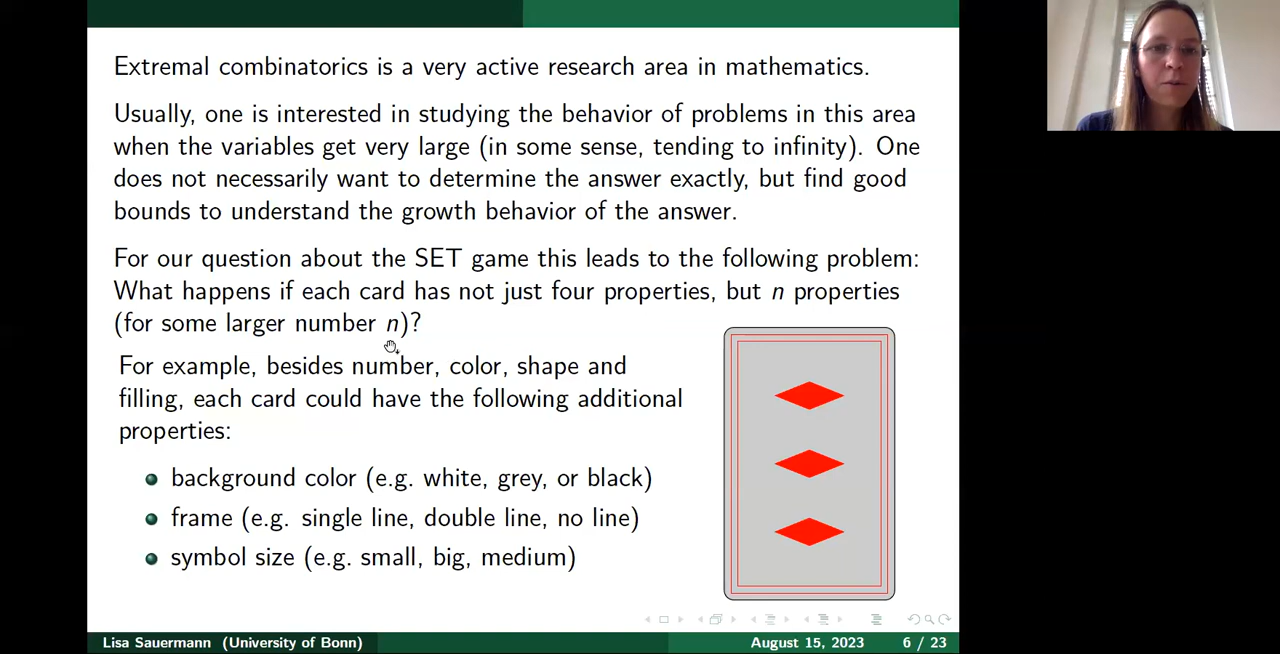 Extremal combinatorics is a very active research area in mathematics.
Usually, one is interested in studying the behavior of problems in this area
when the variables get very large (in some sense, tending to infinity). One
does not necessarily want to determine the answer exactly, but find good
bounds to understand the growth behavior of the answer.
For our question about the SET game this leads to the following problem:
What happens if each card has not just four properties, but n properties
(for some larger number n)?
For example, besides number, color, shape and
filling, each card could have the following additional
properties:
background color (e.g. white, grey, or black)
frame (e.g. single line, double line, no line)
symbol size (e.g. small, big, medium)
Lisa Sauermann (University of Bonn) August 15, 2023 6 / 23